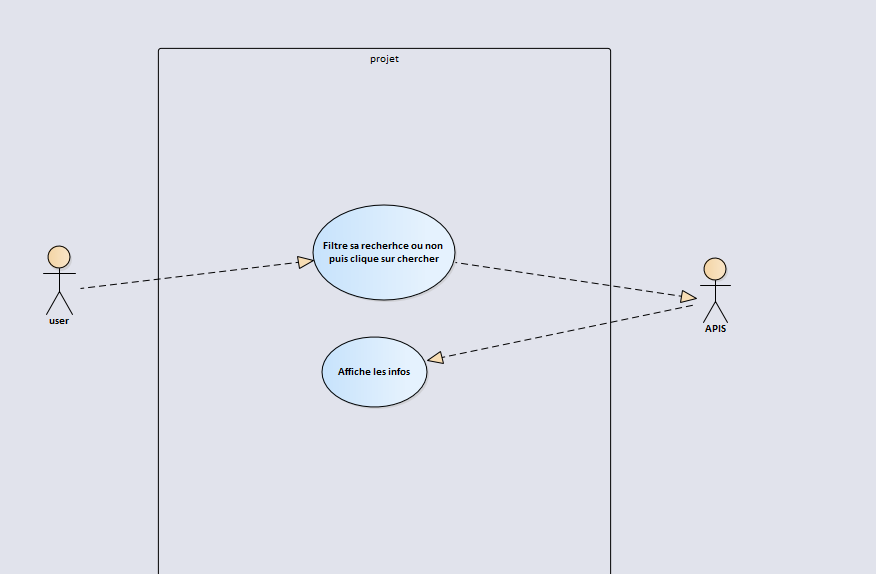 projet
Filtre sa recherhce ou non
puis clique sur chercher
user
APIS
Affiche les infos